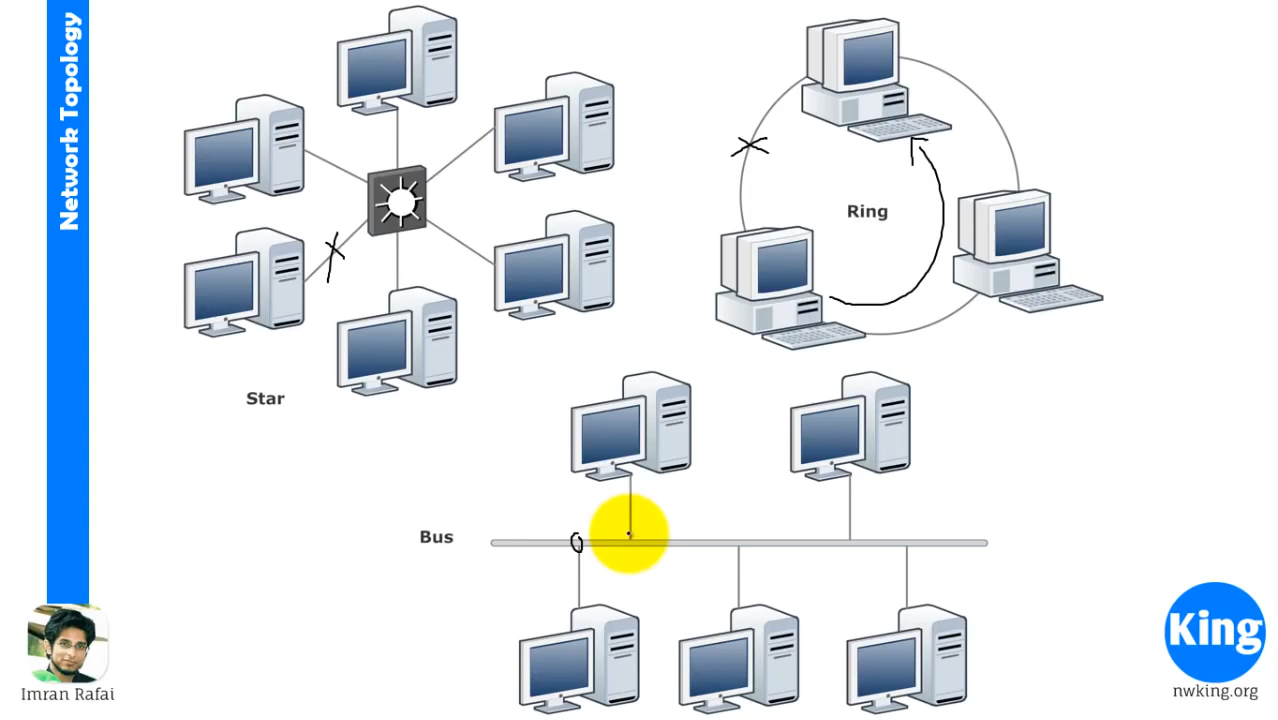 Network Topology
Ring
Star
Bus
Imran Rafai
King
nwking.org